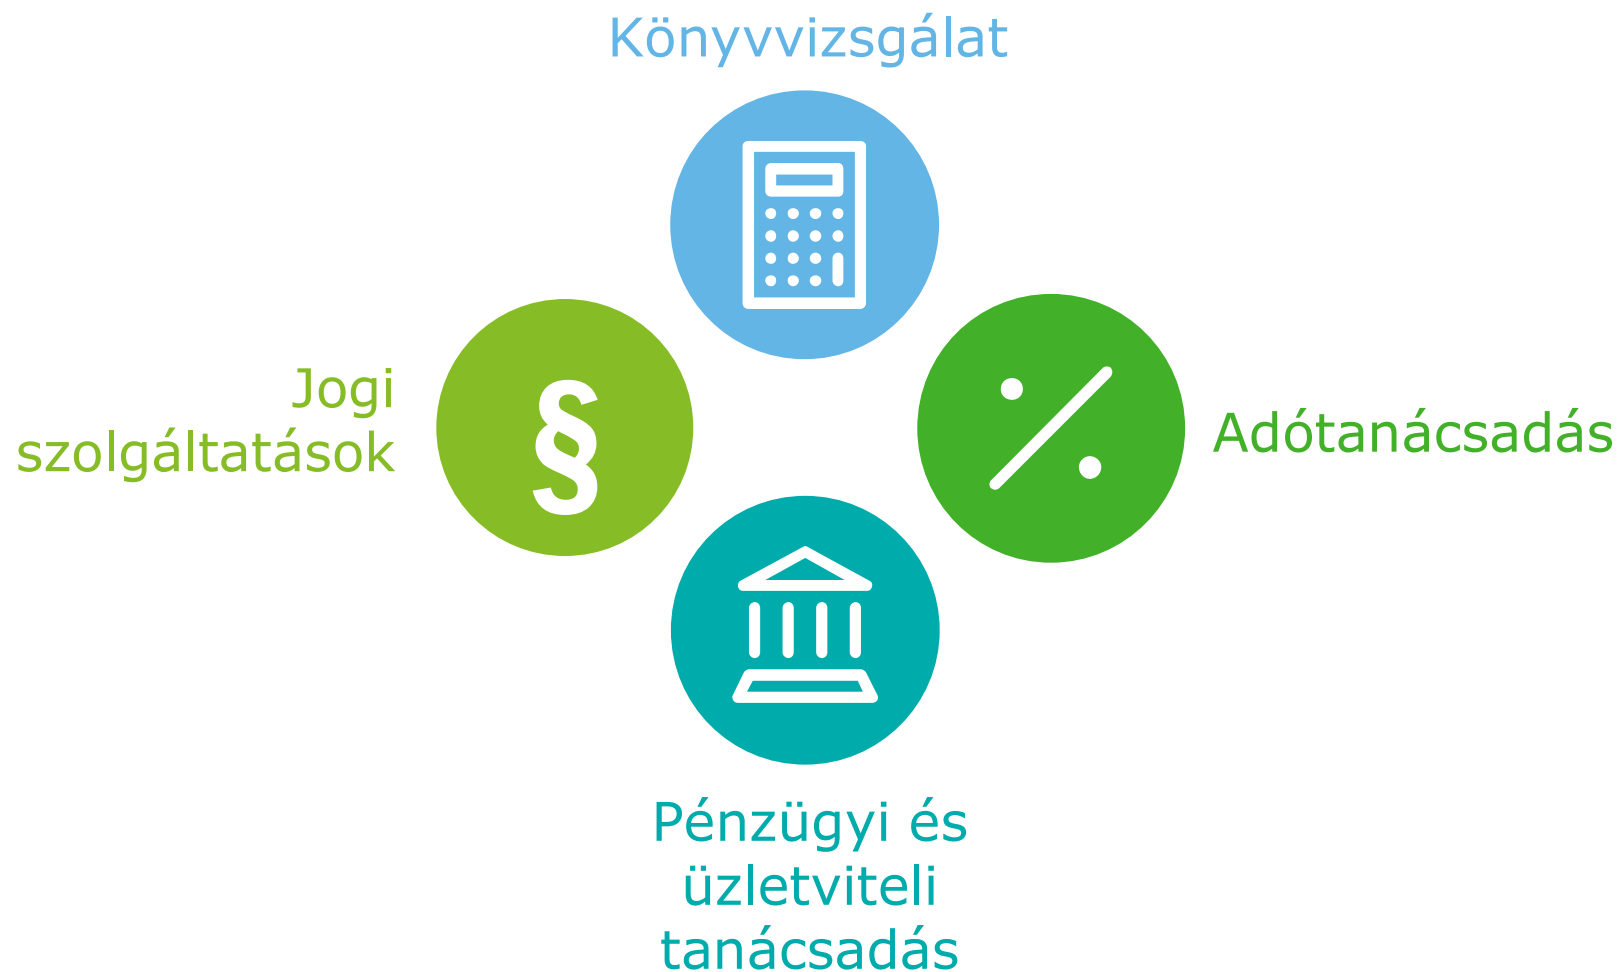 Könyvvizsgálat
Jogi
szolgáltatások
§
Adótanácsadás
Pénzügyi és
üzletviteli
tanácsadás